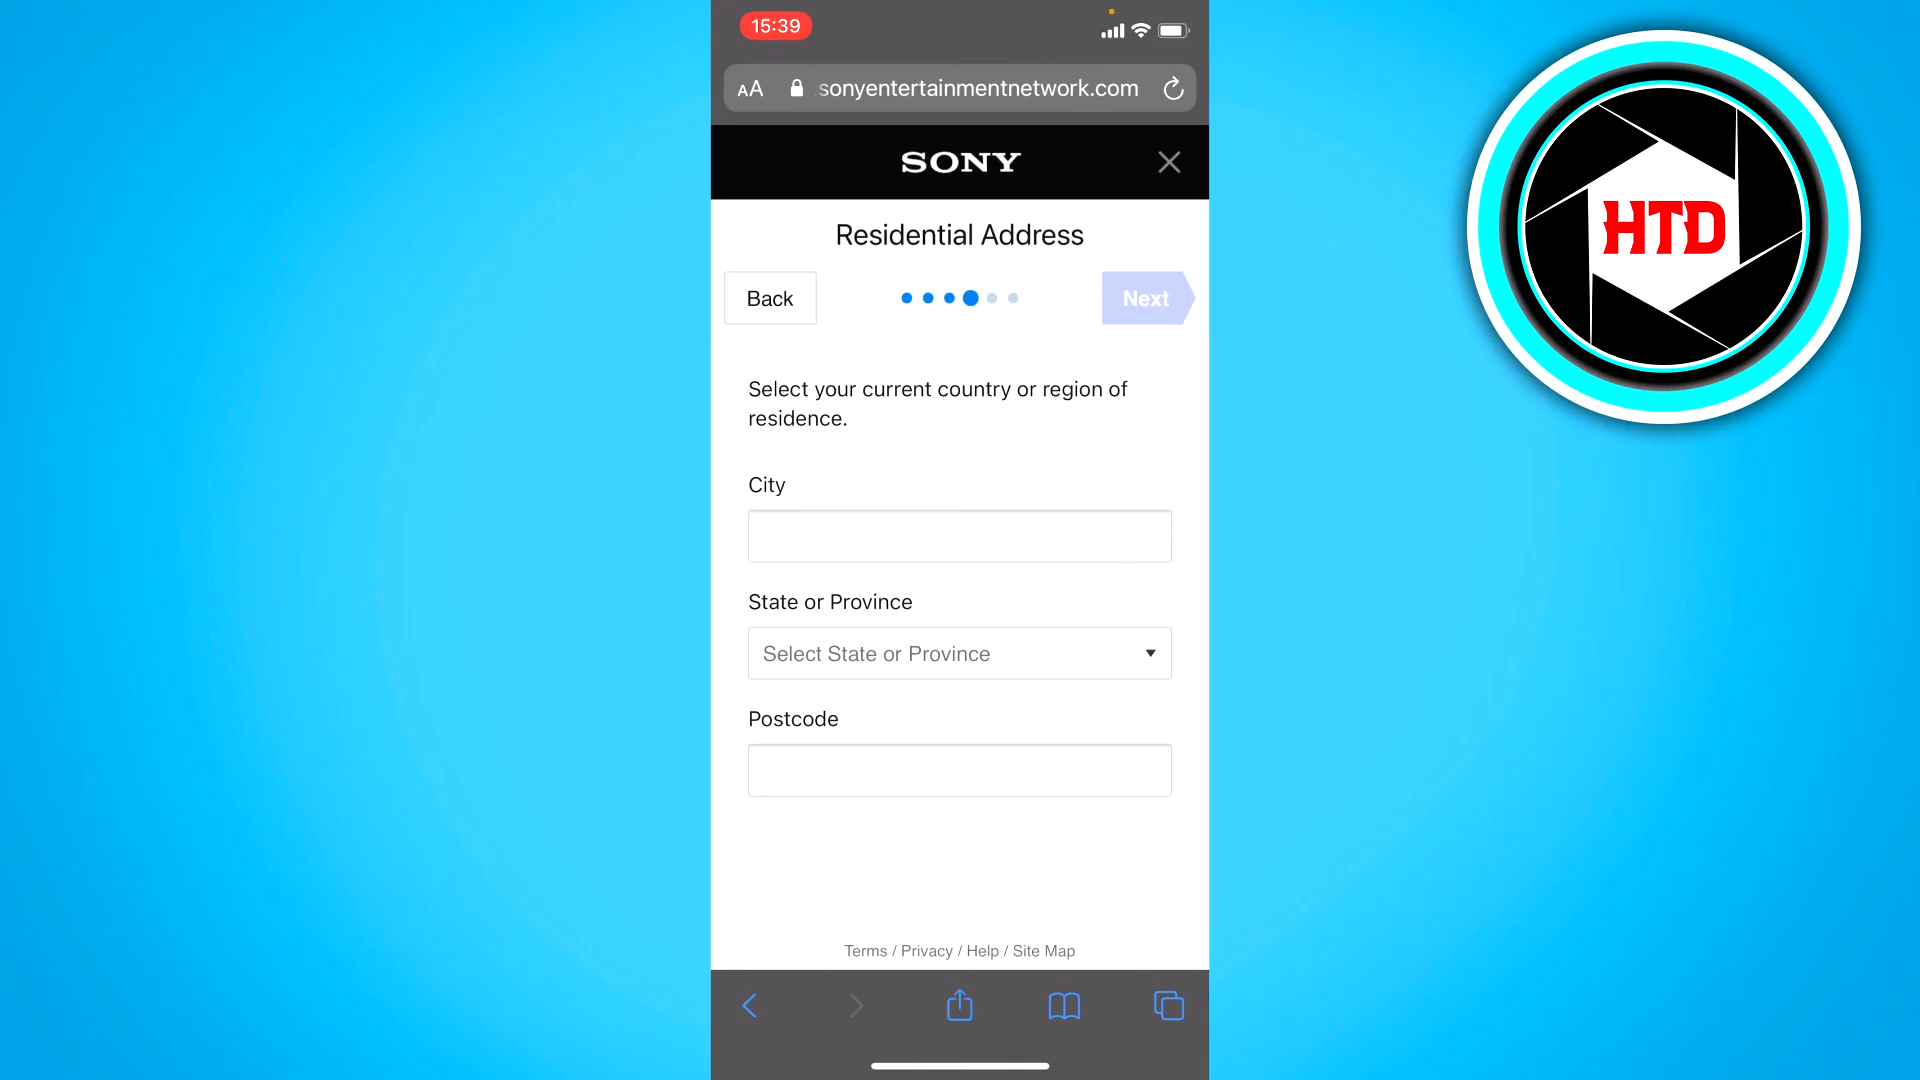 15:39
AA .sonyentertainmentnetwork.com
SONY
Residential Address
Back
Next
Select your current country or region of
residence.
City
State or Province
Select State or Province
Postcode
Terms / Privacy / Help / Site Map
HTD